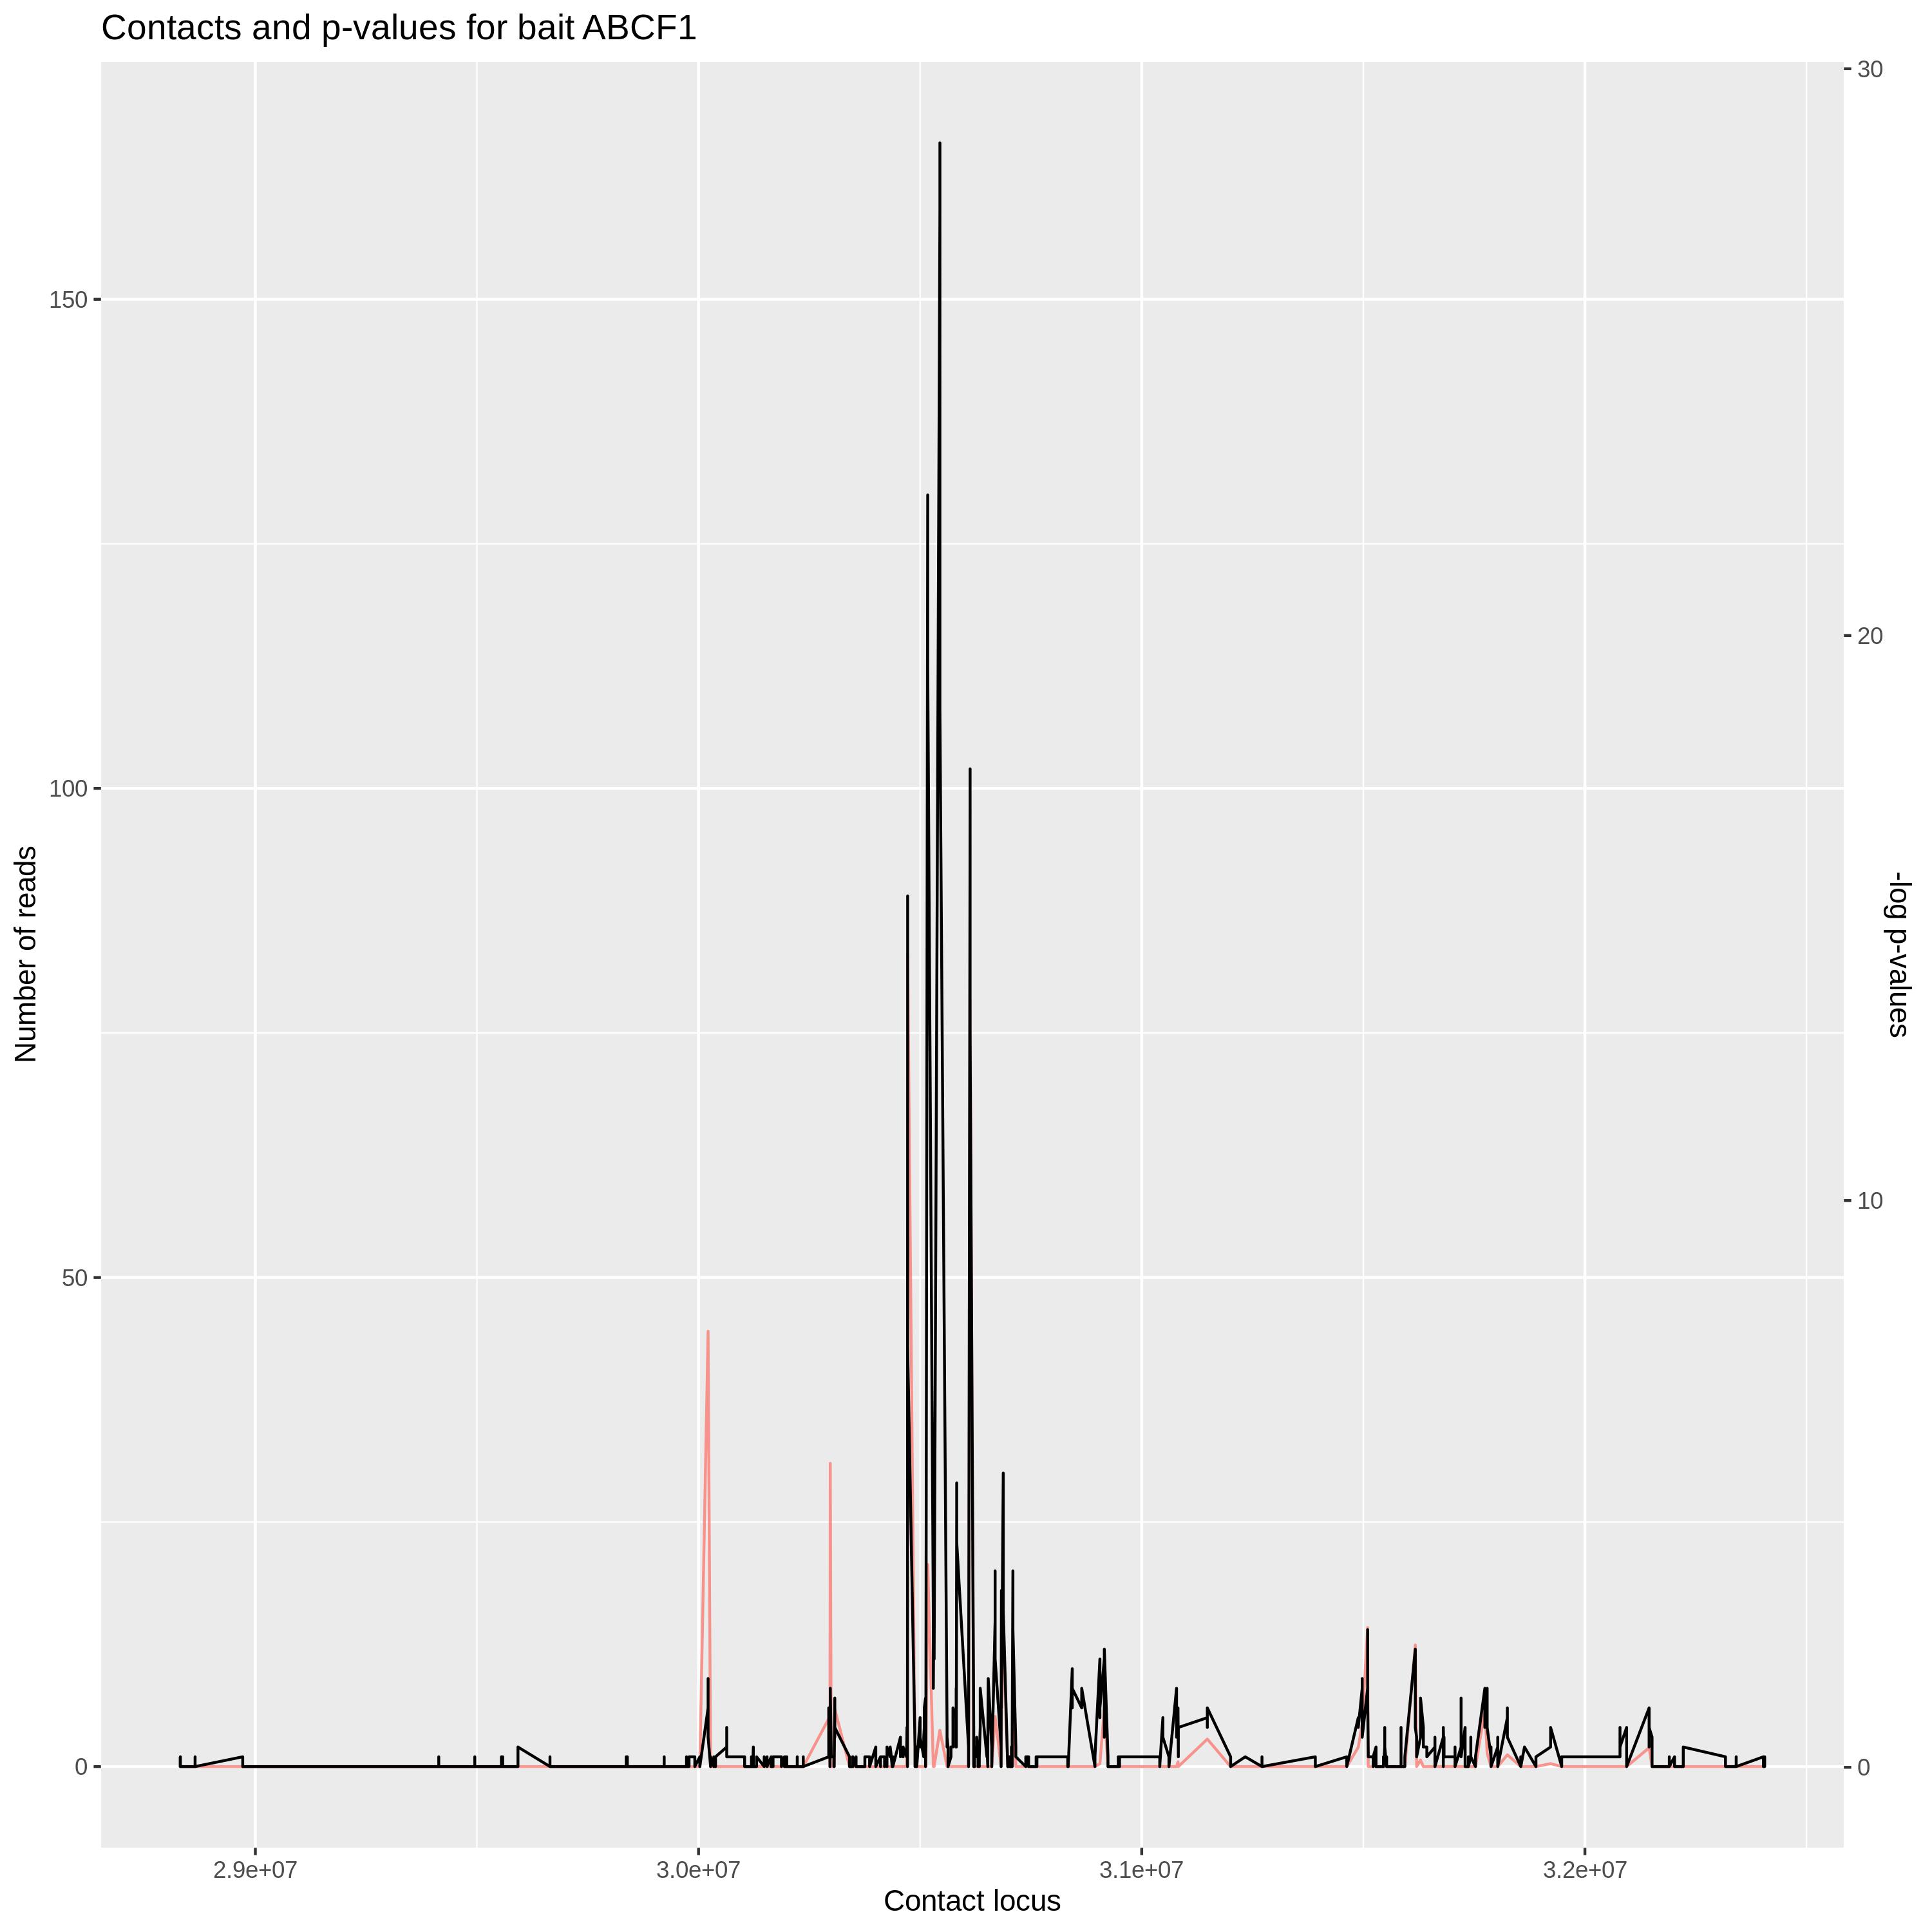 Contacts and p-values for bait ABCF1
Number of reads
150
100
50
0
30
20
10
0
-log p-values
2.9e+07
3.0e+07
3.1e+07
3.2e+07
Contact locus